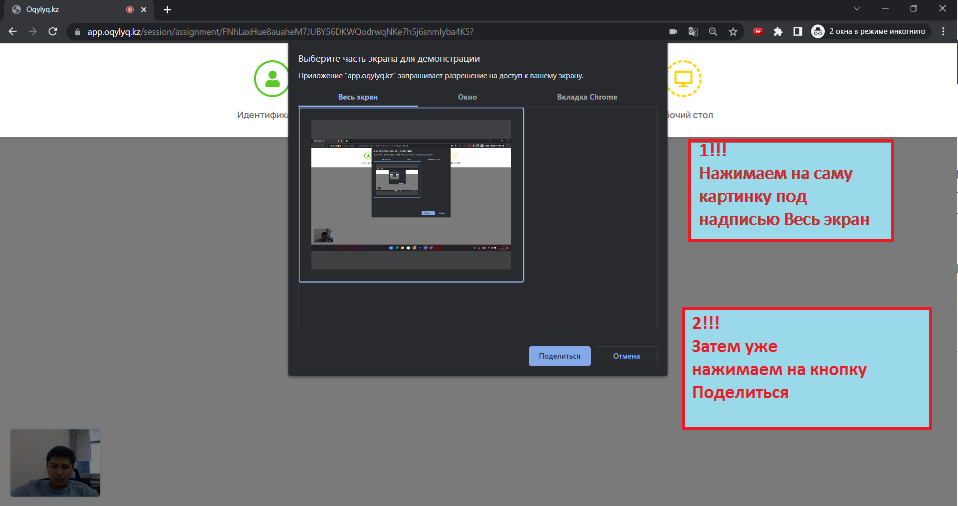 Oqylyq.kz
app.oqylyq.kz/session/assignment/FNhLaxHue8auaheM7JUBY56DKWQodrwqNKe7h5j6snmlyba4K5?
2 окна в режиме инкогнито
Выберите часть экрана для демонстрации
Приложение "app.oqylyq.kz" запрашивает разрешение на доступ к вашему экрану.
Весь экран
Окно
Вкладка Chrome
Идентифика
бочий стол
1!!!
Нажимаем на саму
картинку под
надписью Весь экран
Поделиться
Отмена
2!!!
Затем уже
нажимаем на кнопку
Поделиться